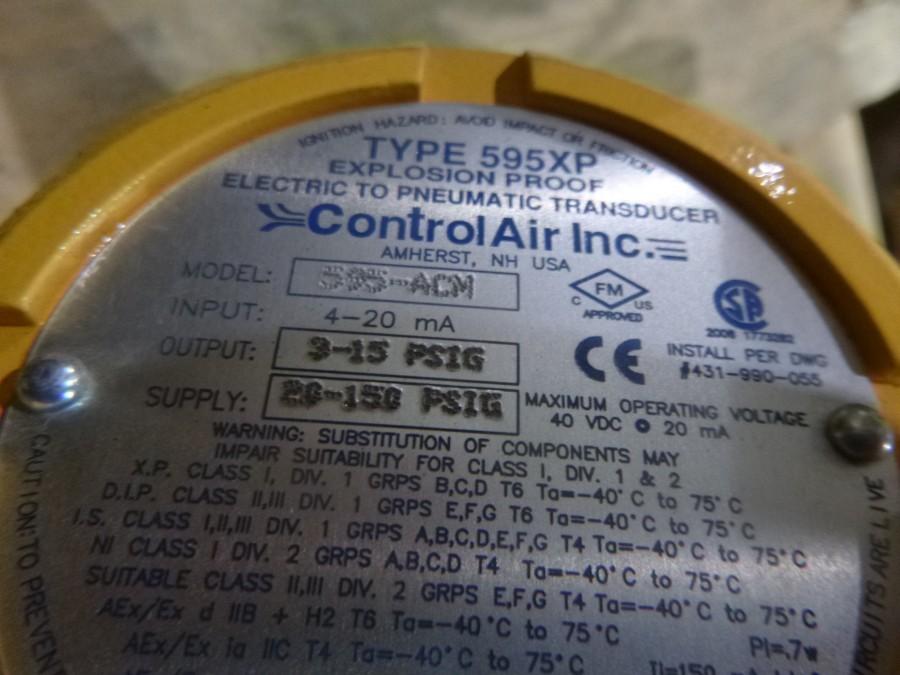 IGNITION HAZARD: AVOID IMPACT OR FRICTION
TYPE 595XP
EXPLOSION PROOF
ELECTRIC TO PNEUMATIC TRANSDUCER
ControlAir Inc.
AMHERST, NH USA
MODEL: 595-ACM
FM
C US
APPROVED
SA
2006 1773282
INPUT: 4-20 mA
OUTPUT: 3-15 PSIG
CE
INSTALL PER DWG
#431-990-055
SUPPLY: 20-150 PSIG
MAXIMUM OPERATING VOLTAGE
40 VDC @ 20 mA
WARNING: SUBSTITUTION OF COMPONENTS MAY
IMPAIR SUITABILITY FOR CLASS I, DIV. 1 & 2
X.P. CLASS I, DIV. 1 GRPS B,C,D T6 Ta=-40°C to 75°C
D.I.P. CLASS II,III DIV. 1 GRPS E,F,G T6 Ta=-40°C to 75°C
I.S. CLASS I,II,III DIV. 1 GRPS A,B,C,D,E,F,G T4 Ta=-40°C to 75°C
NI CLASS I DIV. 2 GRPS A,B,C,D T4 Ta=-40°C to 75°C
SUITABLE CLASS II,III DIV. 2 GRPS E,F,G T4 Ta=-40°C to 75°C
AEx/Ex d IIB + H2 T6 Ta=-40°C to 75°C
Pi=.7w
AEx/Ex ia IIC T4 Ta=-40°C to 75°C
CAUTION: TO PREVENT
CIRCUITS ARE LIVE